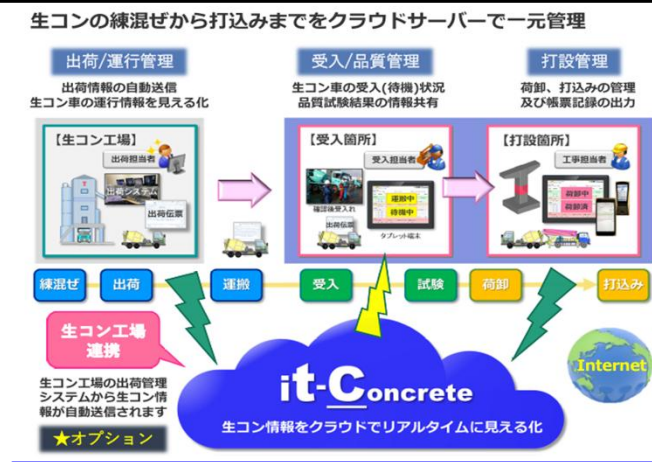 生コンの練混ぜから打込みまでをクラウドサーバーで一元管理
出荷/運行管理
受入/品質管理
打設管理
出荷情報の自動送信
生コン車の運行情報を見える化
生コン車の受入(待機)状況
品質試験結果の情報共有
荷卸、打込みの管理
及び帳票記録の出力
【生コン工場】
出荷担当者
出荷システム
出荷伝票
【受入箇所】
受入担当者
運搬中
待機中
確認後受入れ
出荷伝票
タブレット端末
【打設箇所】
工事担当者
荷卸中
荷卸済
練混ぜ
出荷
運搬
受入
試験
荷卸
打込み
生コン工場
連携
生コン工場の出荷管理
システムから生コン情
報が自動送信されます
★オプション
it-Concrete
生コン情報をクラウドでリアルタイムに見える化
Internet